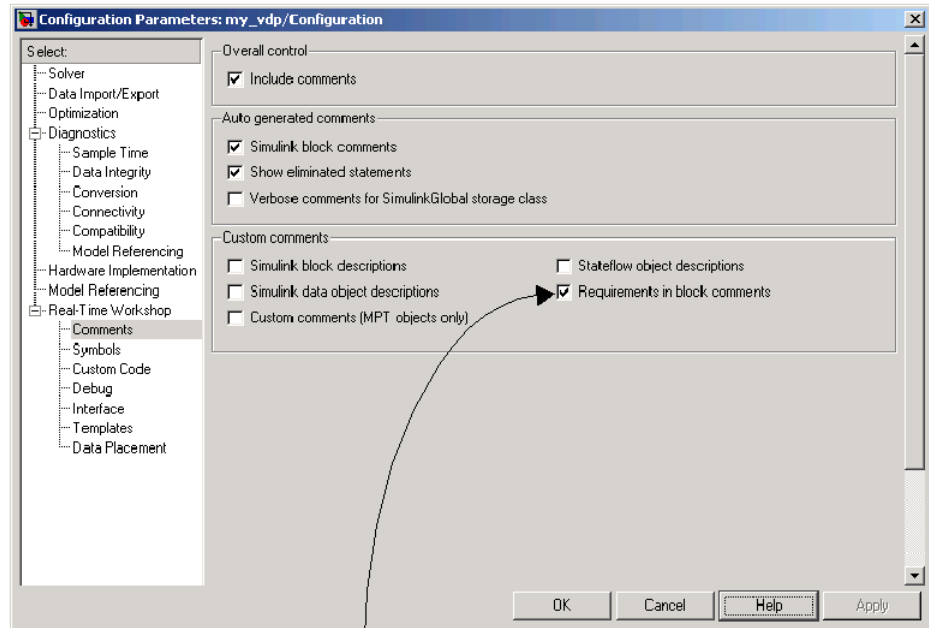 Configuration Parameters: my_vdp/Configuration
Select:
Solver
Data Import/Export
Optimization
Diagnostics
Sample Time
Data Integrity
Conversion
Connectivity
Compatibility
Model Referencing
Hardware Implementation
Model Referencing
Real-Time Workshop
Comments
Symbols
Custom Code
Debug
Interface
Templates
Data Placement
Overall control
Include comments
Auto generated comments
Simulink block comments
Show eliminated statements
Verbose comments for SimulinkGlobal storage class
Custom comments
Simulink block descriptions
Stateflow object descriptions
Simulink data object descriptions
Requirements in block comments
Custom comments (MPT objects only)
OK
Cancel
Help
Apply